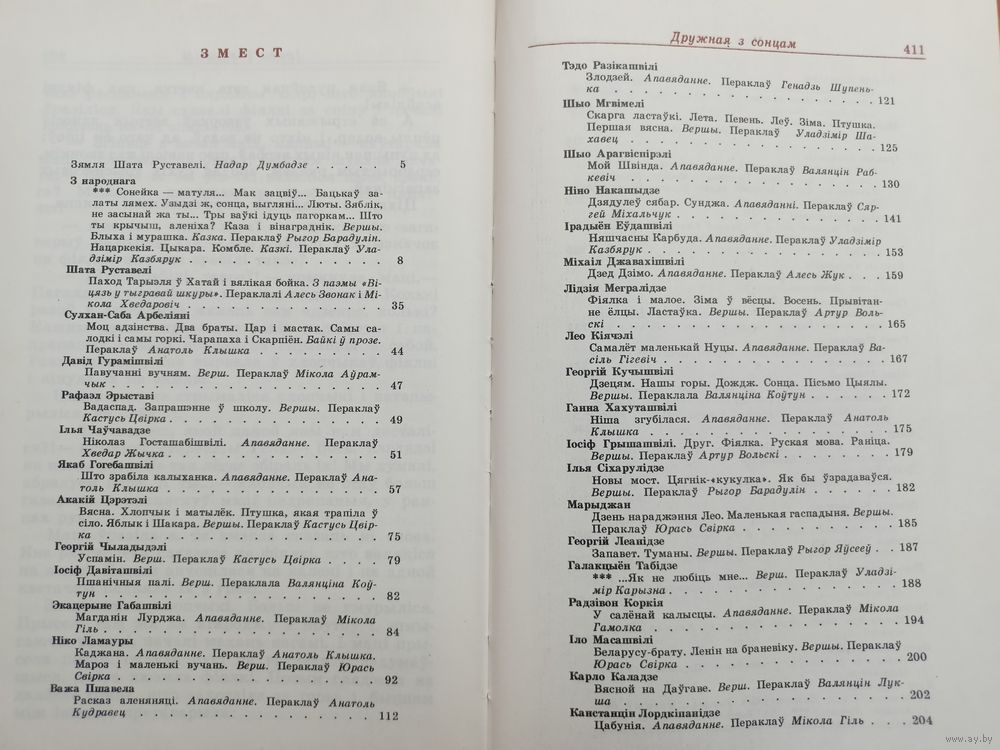 ЗМЕСТ
Зямля Шата Руставелі. Надар Думбадзе . . . . . . 5
З народнага
*** Сонейка — матуля... Мак зацвіў... Бацькаў за-
латы лямех. Узыдзі ж, сонца, выгляні... Люты. Зяблік,
не засынай жа ты... Тры ваўкі ідуць пагоркам... Што
ты крычыш, аленіха? Каза і вінаграднік. Вершы.
Блыха і мурашка. Казка. Пераклаў Рыгор Барадулін.
Нацаркекія. Цыкара. Комбле. Казкі. Пераклаў Ула-
дзімір Казбярук . . . . . . . . . . . . 8
Шата Руставелі
Паход Тарыэля ў Хатай і вялікая бойка. З паэмы «Ві-
цязь у тыгравай шкуры». Пераклалі Алесь Звонак і Мі-
кола Хведаровіч . . . . . . . . . . . . 35
Сулхан-Саба Арбеліяні
Моц адзінства. Два браты. Цар і мастак. Самы са-
лодкі і самы горкі. Чарапаха і Скарпіён. Байкі ў прозе.
Пераклаў Анатоль Клышка . . . . . . . . . 44
Давід Гурамішвілі
Павучанні вучням. Верш. Пераклаў Мікола Аўрам-
чык . . . . . . . . . . . . . . . 47
Рафаэл Эрыставі
Вадаспад. Запрашэнне ў школу. Вершы. Пераклаў
Кастусь Цвірка . . . . . . . . . . . . . 49
Ілья Чаўчавадзе
Ніколаз Госташабішвілі. Апавяданне. Пераклаў
Хведар Жычка . . . . . . . . . . . . . 51
Якаб Гогебашвілі
Што зрабіла калыханка. Апавяданне. Пераклаў Ана-
толь Клышка . . . . . . . . . . . . . 57
Акакій Цэрэтэлі
Вясна. Хлопчык і матылёк. Птушка, якая трапіла ў
сіло. Яблык і Шакара. Вершы. Пераклаў Кастусь Цвір-
ка . . . . . . . . . . . . . . . . 75
Георгій Чыладыдэлі
Успамін. Верш. Пераклаў Кастусь Цвірка . . . . 79
Іосіф Давіташвілі
Пшанічныя палі. Верш. Пераклала Валянціна Коў-
тун . . . . . . . . . . . . . . . . 82
Экацерыне Габашвілі
Магданін Лурджа. Апавяданне. Пераклаў Мікола
Гіль . . . . . . . . . . . . . . . . 84
Ніко Ламауры
Каджана. Апавяданне. Пераклаў Анатоль Клышка.
Мароз і маленькі вучань. Верш. Пераклаў Юрась
Свірка . . . . . . . . . . . . . . . 92
Важа Пшавела
Расказ аленяняці. Апавяданне. Пераклаў Анатоль
Кудравец . . . . . . . . . . . . . . 112
Дружная з сонцам 411
Тэдо Разікашвілі
Злодзей. Апавяданне. Пераклаў Генадзь Шупень-
ка . . . . . . . . . . . . . . . . 121
Шыо Мгвімелі
Скарга ластаўкі. Лета. Певень. Леў. Зіма. Птушка.
Першая вясна. Вершы. Пераклаў Уладзімір Ша-
хавец . . . . . . . . . . . . . . . 125
Шыо Арагвіспірэлі
Мой Швінда. Апавяданне. Пераклаў Валянцін Раб-
кевіч . . . . . . . . . . . . . . . 130
Ніно Накашыдзе
Дзядулеў сябар. Сунджа. Апавяданні. Пераклаў Сяр-
гей Міхальчук . . . . . . . . . . . . . 141
Ірадыён Еўдашвілі
Няшчасны Карбуда. Апавяданне. Пераклаў Уладзімір
Казбярук . . . . . . . . . . . . . . 153
Міхаіл Джавахішвілі
Дзед Дзімо. Апавяданне. Пераклаў Алесь Жук . . . 159
Лідзія Мегралідзе
Фіялка і малое. Зіма ў вёсцы. Восень. Прывітан-
не ёлцы. Ластаўка. Вершы. Пераклаў Артур Воль-
скі . . . . . . . . . . . . . . . . 165
Лео Кіячэлі
Самалёт маленькай Нуцы. Апавяданне. Пераклаў Ва-
сіль Гігевіч . . . . . . . . . . . . . . 167
Георгій Кучышвілі
Дзецям. Нашы горы. Дождж. Сонца. Пісьмо Цыялы.
Вершы. Пераклала Валянціна Коўтун . . . . . . 172
Ганна Хахуташвілі
Ніша згубілася. Апавяданне. Пераклаў Анатоль
Клышка . . . . . . . . . . . . . . 175
Іосіф Грышашвілі. Друг. Фіялка. Руская мова. Раніца.
Вершы. Пераклаў Артур Вольскі . . . . . . . . 179
Ілья Сіхарулідзе
Новы мост. Цягнік-«кукулка». Як бы ўзрадаваўся.
Вершы. Пераклаў Рыгор Барадулін . . . . . . . 182
Марыджан
Дзень нараджэння Лео. Маленькая гаспадыня. Вершы.
Пераклаў Юрась Свірка . . . . . . . . . . 185
Георгій Леанідзе
Запавет. Туманы. Вершы. Пераклаў Рыгор Яўсееў . . 187
Галакцыён Табідзе
*** ...Як не любіць мне... Верш. Пераклаў Уладзі-
мір Карызна . . . . . . . . . . . . . 188
Радзівон Коркія
У салёнай калысцы. Апавяданне. Пераклаў Мікола
Гамолка . . . . . . . . . . . . . . 194
Іло Масашвілі
Беларусу-брату. Ленін на браневіку. Вершы. Пераклаў
Юрась Свірка . . . . . . . . . . . . . 200
Карло Каладзе
Вясной на Даўгаве. Верш. Пераклаў Валянцін Лук-
ша . . . . . . . . . . . . . . . . 202
Канстанцін Лордкіпанідзе
Цабунія. Апавяданне. Пераклаў Мікола Гіль . . . 204
www.ay.by